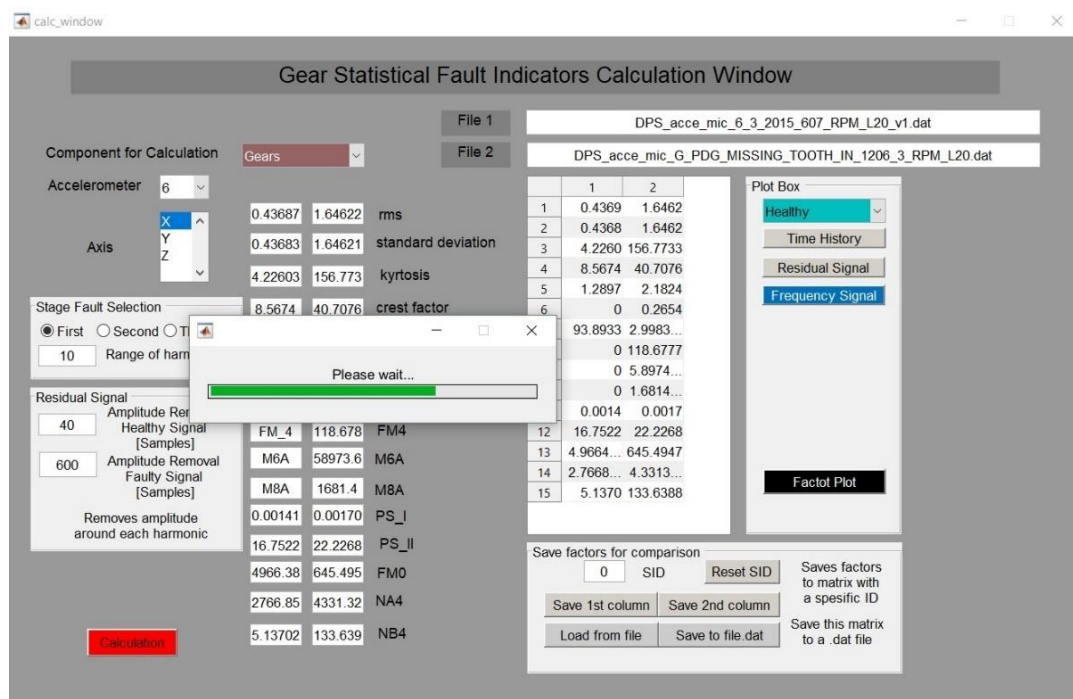 calc_window
Gear Statistical Fault Indicators Calculation Window
File 1
DPS_acce_mic_6_3_2015_607_RPM_L20_v1.dat
File 2
DPS_acce_mic_G_PDG_MISSING_TOOTH_IN_1206_3_RPM_L20.dat
Component for Calculation
Gears
Accelerometer
6
Axis
X
Y
Z
0.43687 1.64622 rms
0.43683 1.64621 standard deviation
4.22603 156.773 kyrtosis
8.5674 40.7076 crest factor
Stage Fault Selection
First Second
10 Range of harm
Please wait...
Residual Signal
40
Amplitude Rem
Healthy Signal
[Samples]
600
Amplitude Removal
Faulty Signal
[Samples]
Removes amplitude
around each harmonic
FM_4 118.678 FM4
M6A 58973.6 M6A
M8A 1681.4 M8A
0.00141 0.00170 PS_I
16.7522 22.2268 PS_II
4966.38 645.495 FM0
2766.85 4331.32 NA4
5.13702 133.639 NB4
Calculation
1 2
1 0.4369 1.6462
2 0.4368 1.6462
3 4.2260 156.7733
4 8.5674 40.7076
5 1.2897 2.1824
6 0 0.2654
93.8933 2.9983...
0 118.6777
0 5.8974...
0 1.6814...
0.0014 0.0017
12 16.7522 22.2268
13 4.9664... 645.4947
14 2.7668... 4.3313...
15 5.1370 133.6388
Plot Box
Healthy
Time History
Residual Signal
Frequency Signal
Factot Plot
Save factors for comparison
0 SID Reset SID
Saves factors
to matrix with
a spesific ID
Save 1st column Save 2nd column
Load from file Save to file.dat
Save this matrix
to a .dat file